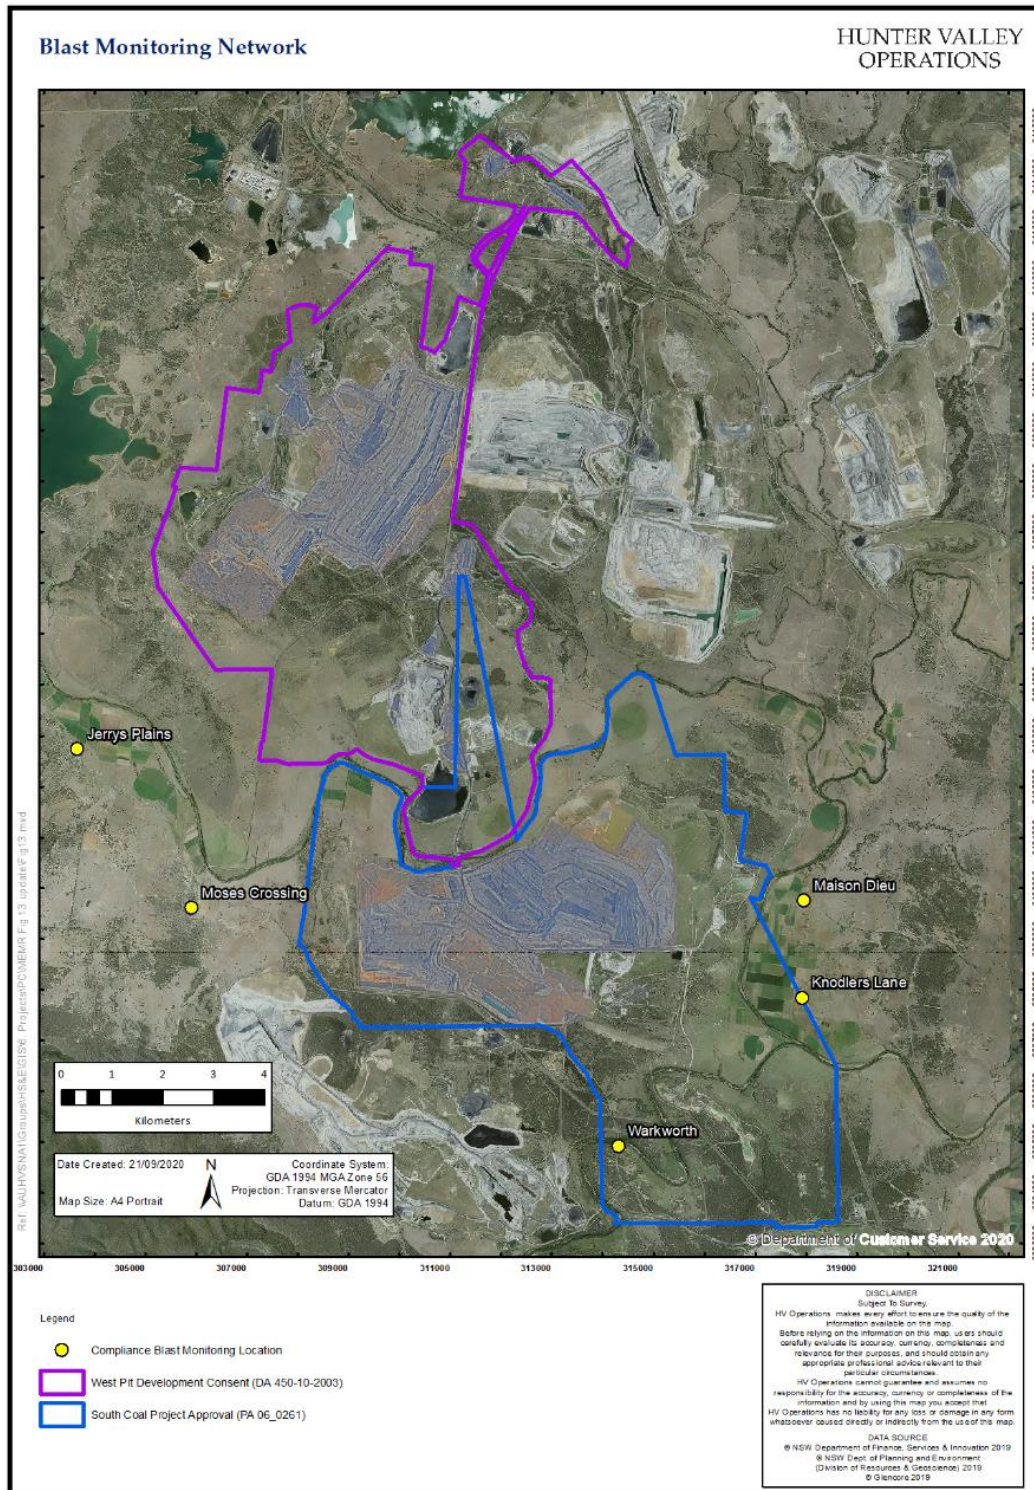 Blast Monitoring Network
HUNTER VALLEY
OPERATIONS
Jerrys Plains
Moses Crossing
Maison Dieu
Knodlers Lane
Warkworth
0 1 2 3 4
Kilometers
Date Created: 21/09/2020
Map Size: A4 Portrait
N
Coordinate System:
GDA 1994 MGA Zone 56
Projection: Transverse Mercator
Datum: GDA 1994
© Department of Customer Service 2020
303000 305000 307000 309000 311000 313000 315000 317000 319000 321000
Legend
Compliance Blast Monitoring Location
West Pit Development Consent (DA 450-10-2003)
South Coal Project Approval (PA 06_0261)
DISCLAIMER
Subject To Survey.
HV Operations makes every effort to ensure the quality of the
information available on this map.
Before relying on the information on this map, users should
carefully evaluate its accuracy, currency, completeness and
relevance for their purposes, and should obtain any
appropriate professional advice relevant to their
particular circumstances.
HV Operations cannot guarantee and assumes no
responsibility for the accuracy, currency or completeness of the
information and by using this map you accept that
HV Operations has no liability for any loss or damage in any form
whatsoever caused directly or indirectly from the use of this map.
DATA SOURCE
® NSW Department of Finance, Services & Innovation 2019
® NSW Dept. of Planning and Environment
(Division of Resources & Geoscience) 2019
© Glencore 2019